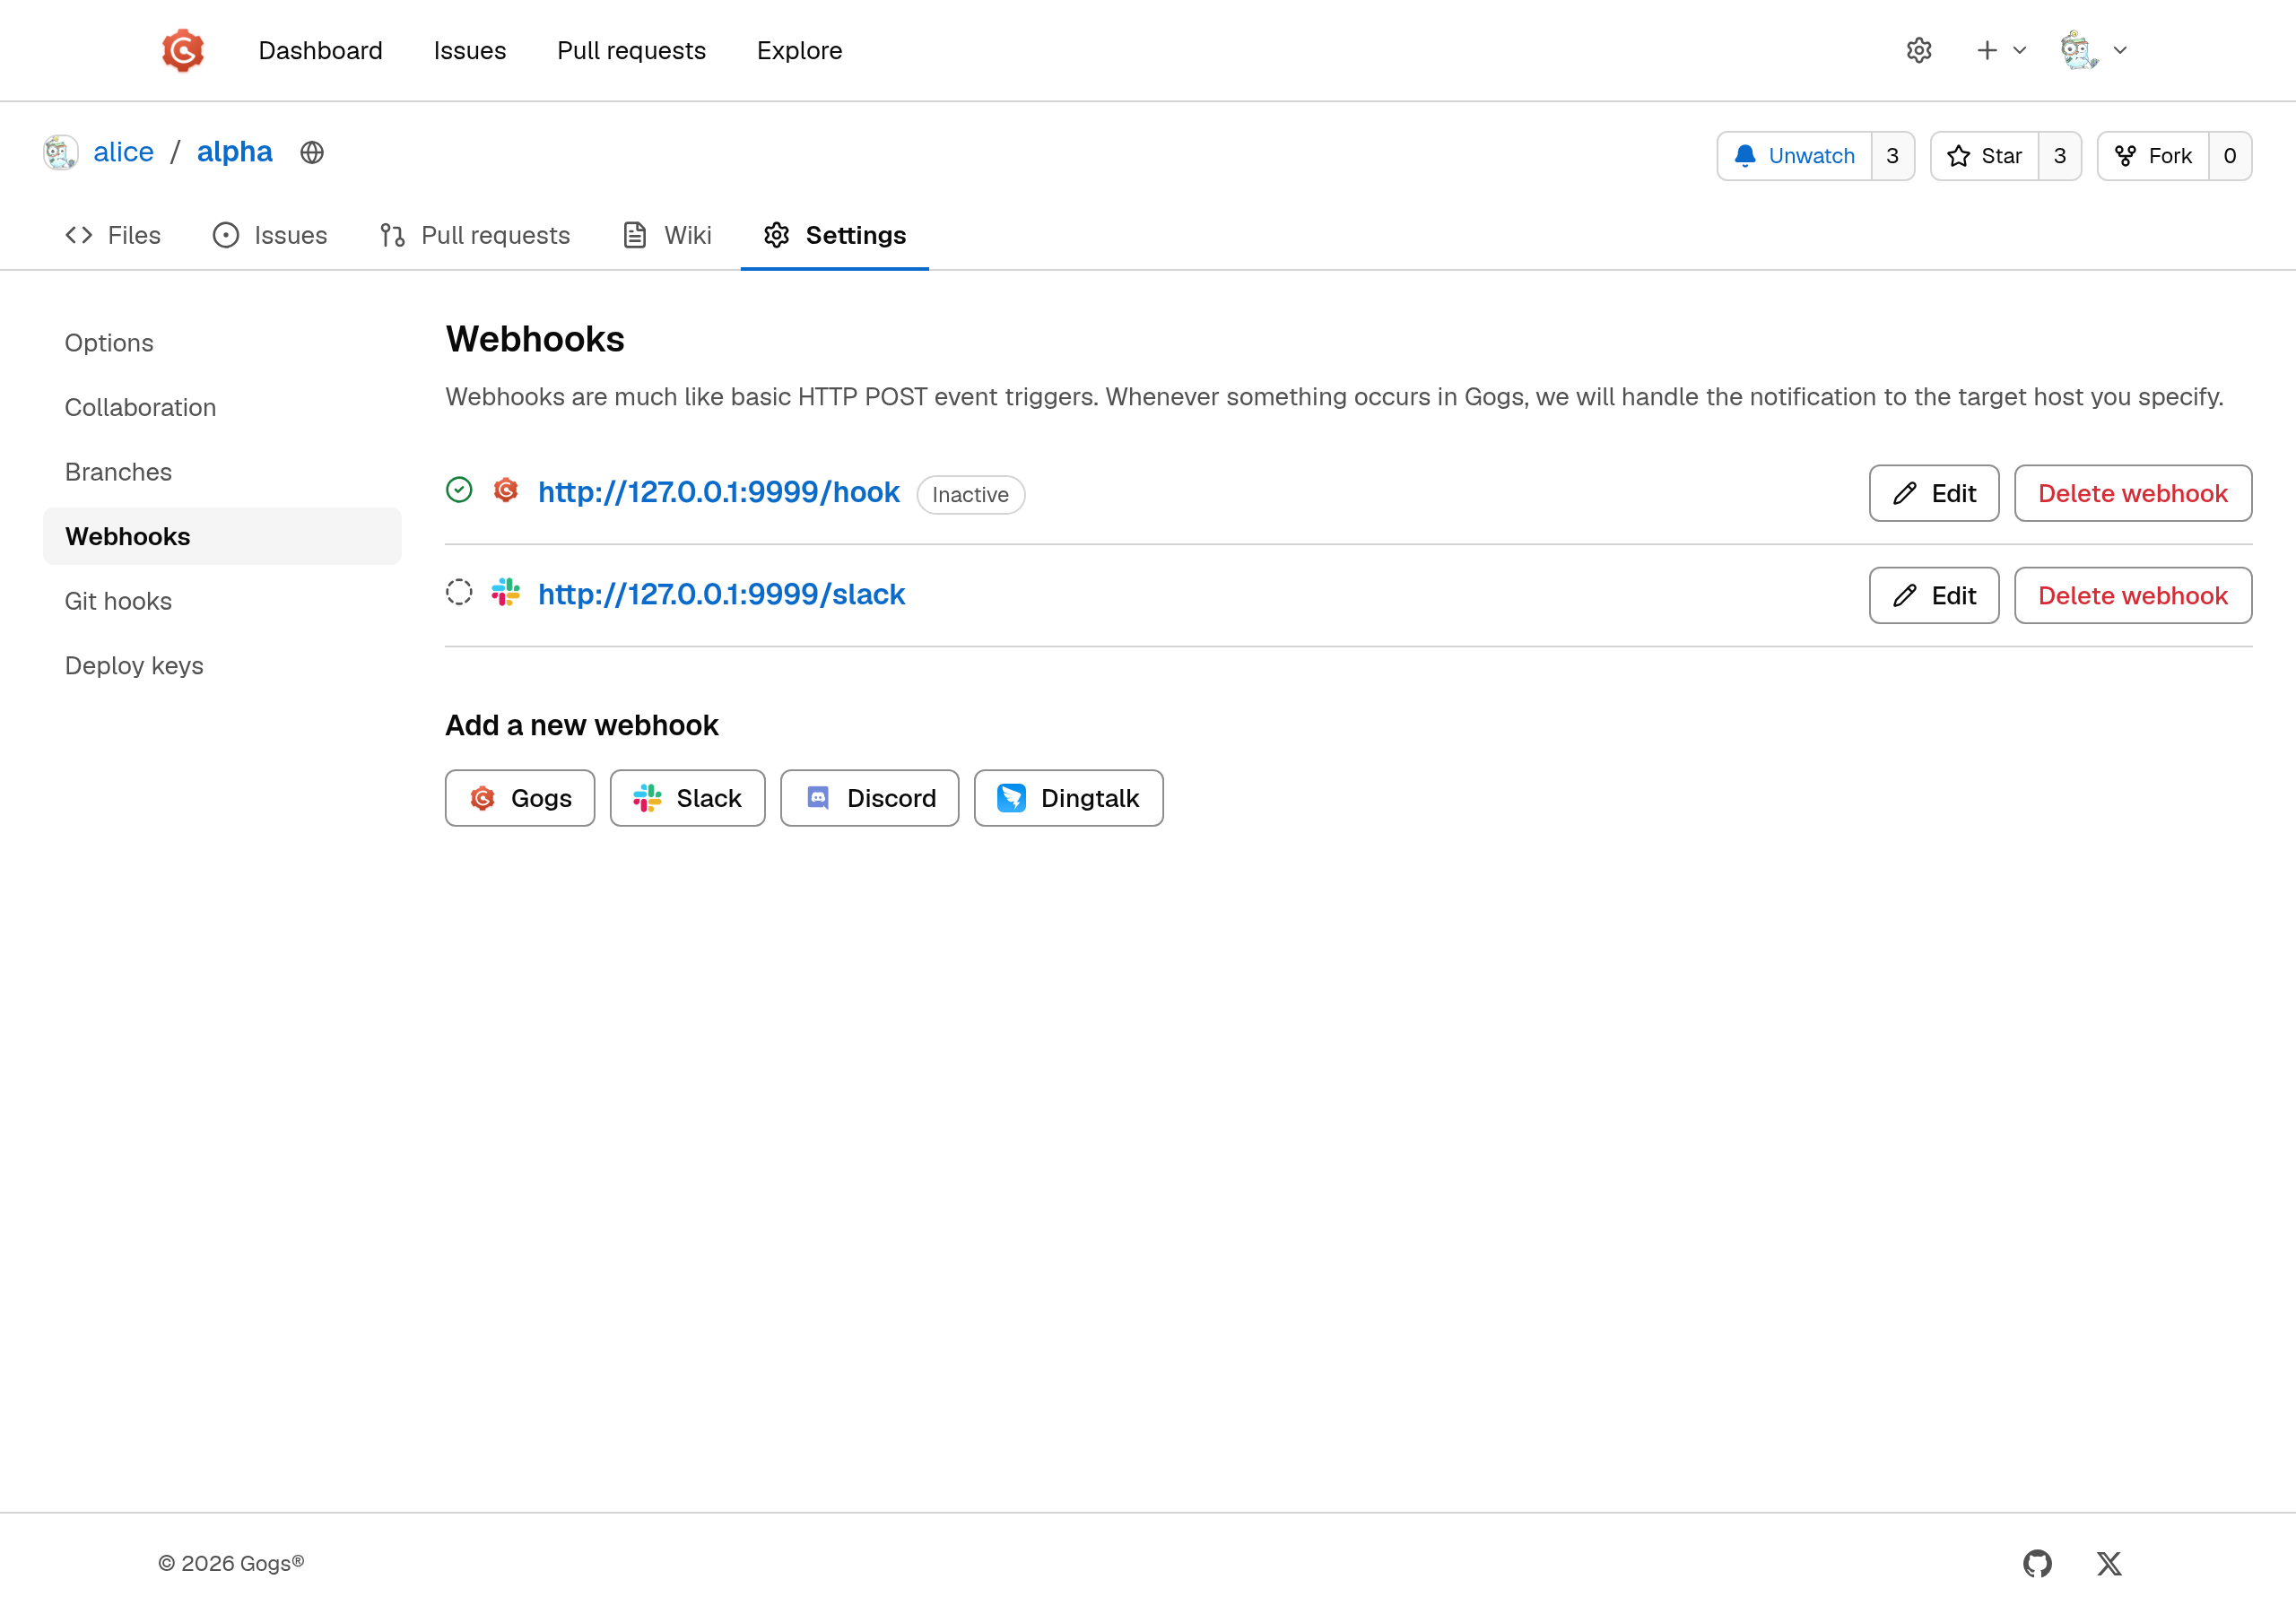 Dashboard Issues Pull requests Explore
alice / alpha
Unwatch 3 Star 3 Fork 0
Files Issues Pull requests Wiki Settings
Options
Collaboration
Branches
Webhooks
Git hooks
Deploy keys
Webhooks
Webhooks are much like basic HTTP POST event triggers. Whenever something occurs in Gogs, we will handle the notification to the target host you specify.
http://127.0.0.1:9999/hook Inactive Edit Delete webhook
http://127.0.0.1:9999/slack Edit Delete webhook
Add a new webhook
Gogs Slack Discord Dingtalk
© 2026 Gogs®